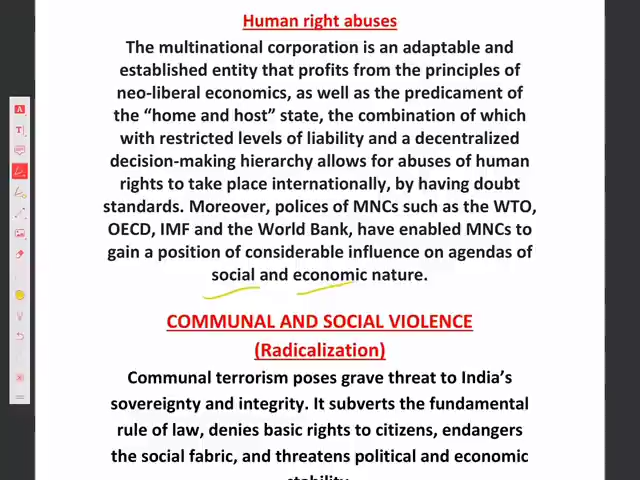 Human right abuses
The multinational corporation is an adaptable and
established entity that profits from the principles of
neo-liberal economics, as well as the predicament of
the “home and host” state, the combination of which
with restricted levels of liability and a decentralized
decision-making hierarchy allows for abuses of human
rights to take place internationally, by having doubt
standards. Moreover, polices of MNCs such as the WTO,
OECD, IMF and the World Bank, have enabled MNCs to
gain a position of considerable influence on agendas of
social and economic nature.
COMMUNAL AND SOCIAL VIOLENCE
(Radicalization)
Communal terrorism poses grave threat to India’s
sovereignty and integrity. It subverts the fundamental
rule of law, denies basic rights to citizens, endangers
the social fabric, and threatens political and economic